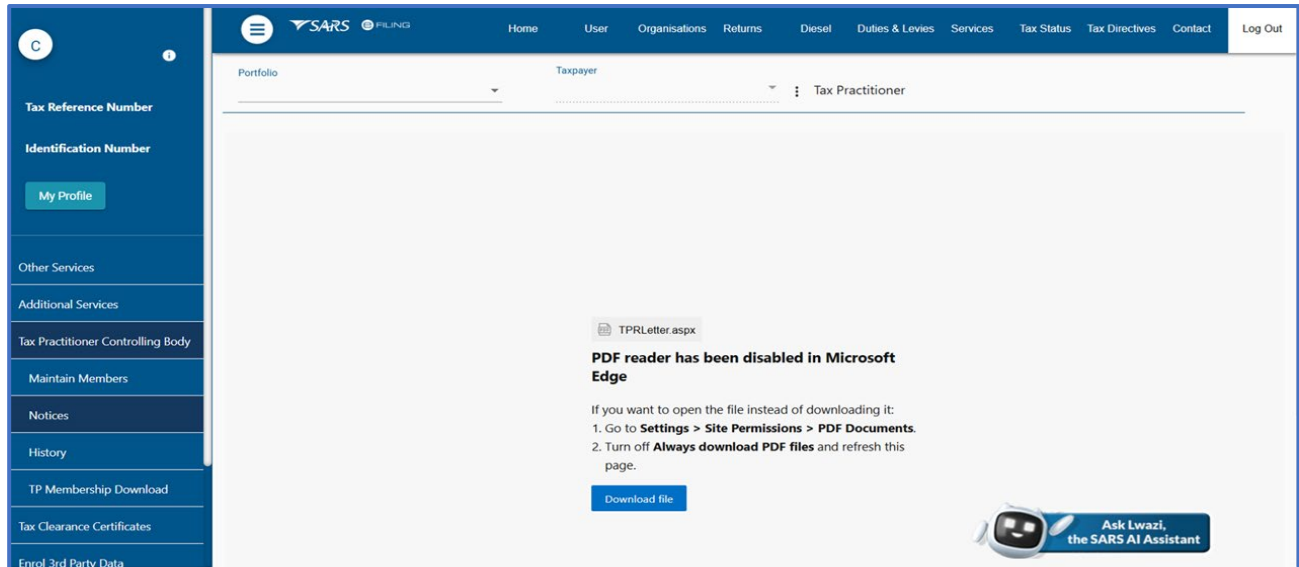 C
i
Tax Reference Number
Identification Number
My Profile
Other Services
Additional Services
Tax Practitioner Controlling Body
Maintain Members
Notices
History
TP Membership Download
Tax Clearance Certificates
Enrol 3rd Party Data
SARS e FILING
Home User Organisations Returns Diesel Duties & Levies Services Tax Status Tax Directives Contact Log Out
Portfolio Taxpayer
Tax Practitioner
TPRLetter.aspx
PDF reader has been disabled in Microsoft
Edge
If you want to open the file instead of downloading it:
1. Go to Settings > Site Permissions > PDF Documents.
2. Turn off Always download PDF files and refresh this
page.
Download file
Ask Lwazi,
the SARS AI Assistant